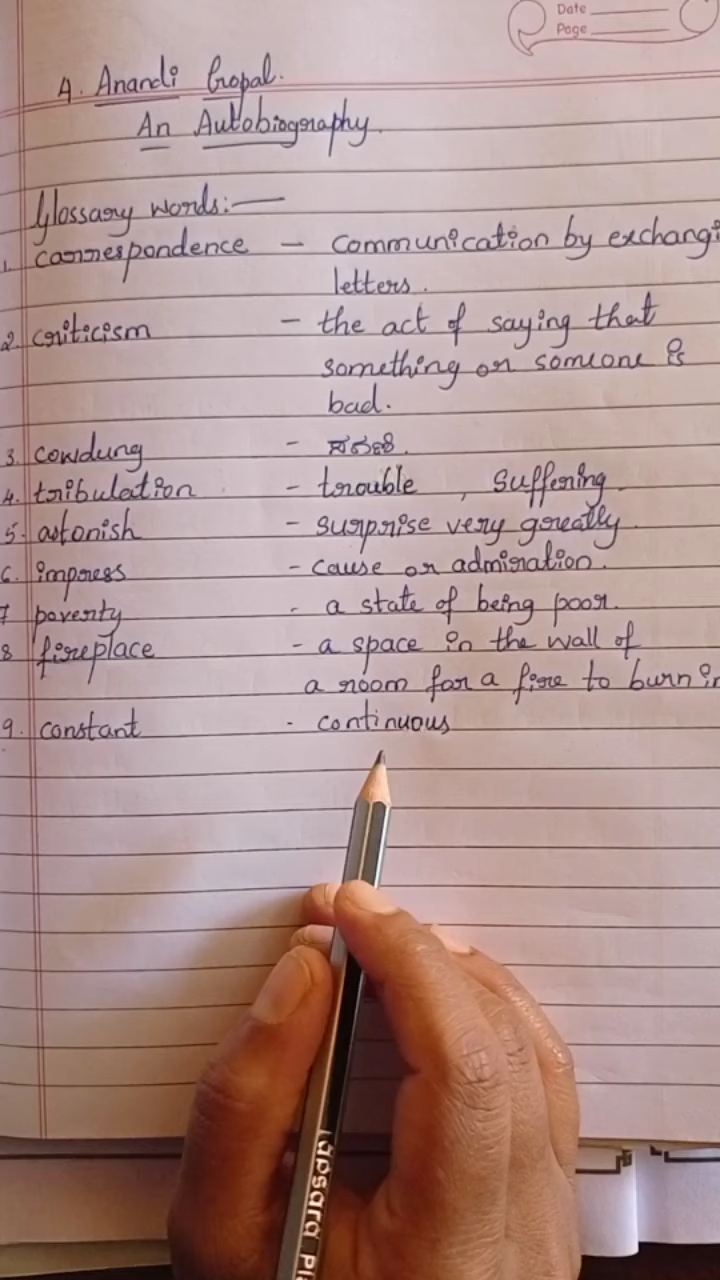 Date
Page
4. Anandi Gopal.
An Autobiography.
Glossary words:—
1. correspondence - communication by exchangi
letters.
2. criticism - the act of saying that
something or someone is
bad.
3. cowdung - ಸಗಣಿ.
4. tribulation - trouble, suffering.
5. astonish - surprise very greatly.
6. impress - cause or admiration.
7 poverty - a state of being poor.
8 fireplace - a space in the wall of
a room for a fire to burn in
9. constant - continuous
apsara Pl